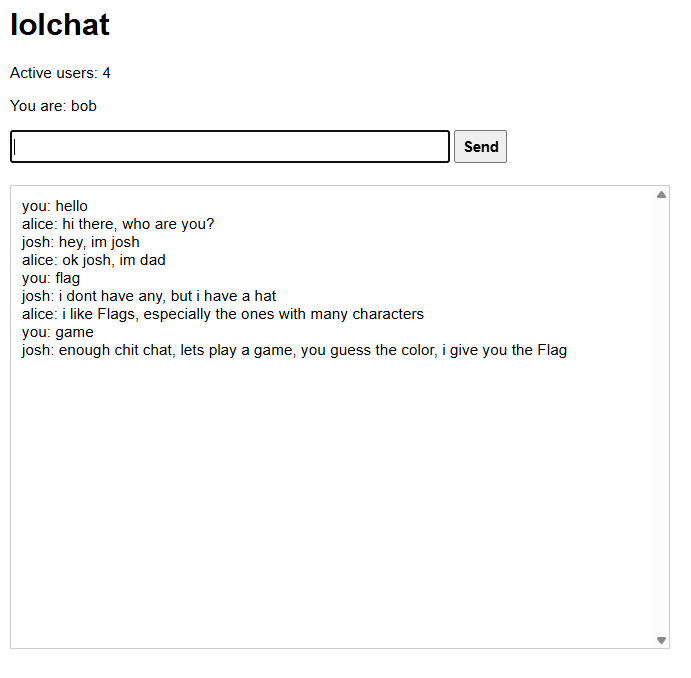 lolchat
Active users: 4
You are: bob
Send
you: hello
alice: hi there, who are you?
josh: hey, im josh
alice: ok josh, im dad
you: flag
josh: i dont have any, but i have a hat
alice: i like Flags, especially the ones with many characters
you: game
josh: enough chit chat, lets play a game, you guess the color, i give you the Flag